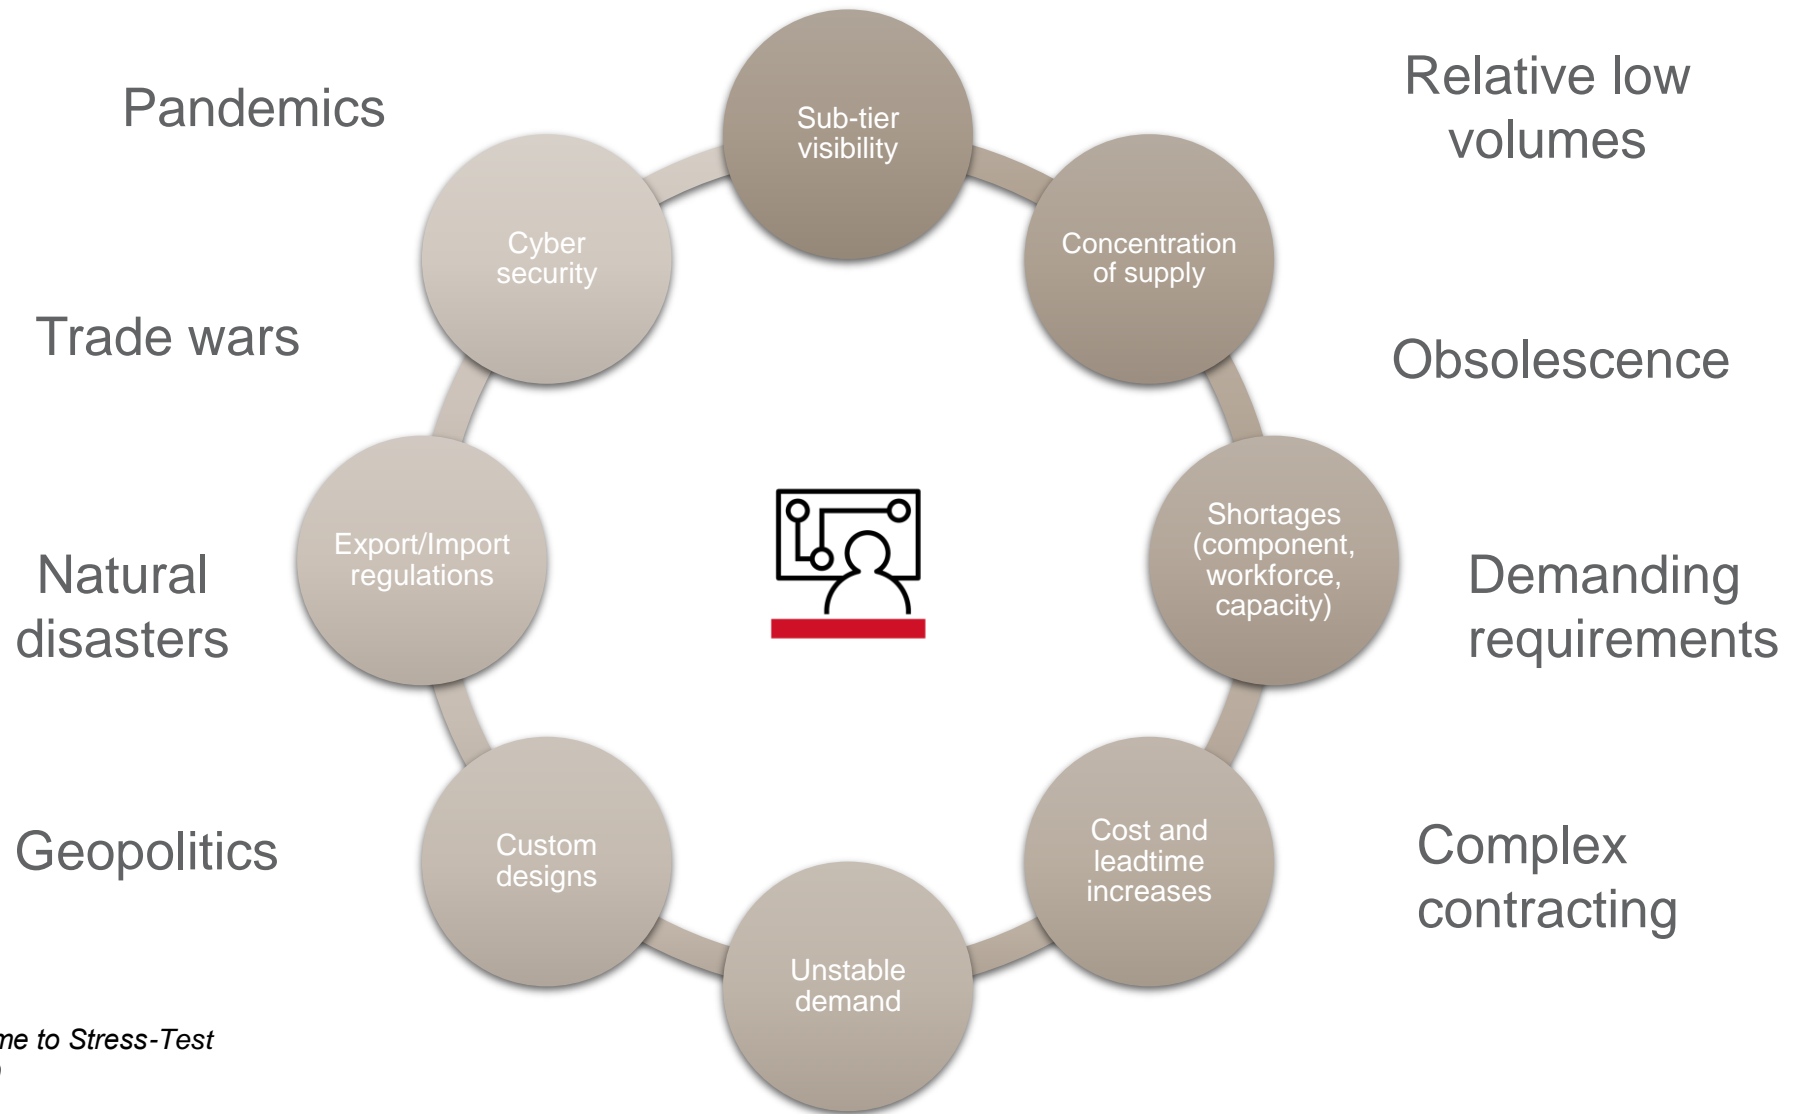 Pandemics
Trade wars
Natural
disasters
Geopolitics
Sub-tier
visibility
Concentration
of supply
Shortages
(component,
workforce,
capacity)
Cost and
leadtime
increases
Unstable
demand
Custom
designs
Export/Import
regulations
Cyber
security
Relative low
volumes
Obsolescence
Demanding
requirements
Complex
contracting
me to Stress-Test
)